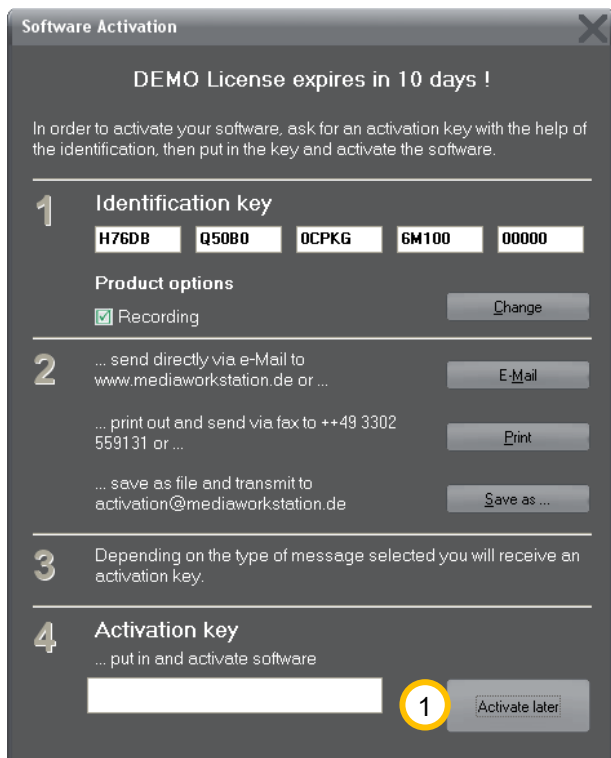 Software Activation
DEMO License expires in 10 days !
In order to activate your software, ask for an activation key with the help of
the identification, then put in the key and activate the software.
1 Identification key
H76DB Q50B0 0CPKG 6M100 00000
Product options
Recording
Change
2 ... send directly via e-Mail to
www.mediaworkstation.de or ...
E-Mail
... print out and send via fax to ++49 3302
559131 or ...
Print
... save as file and transmit to
activation@mediaworkstation.de
Save as ...
3 Depending on the type of message selected you will receive an
activation key.
4 Activation key
... put in and activate software
1 Activate later